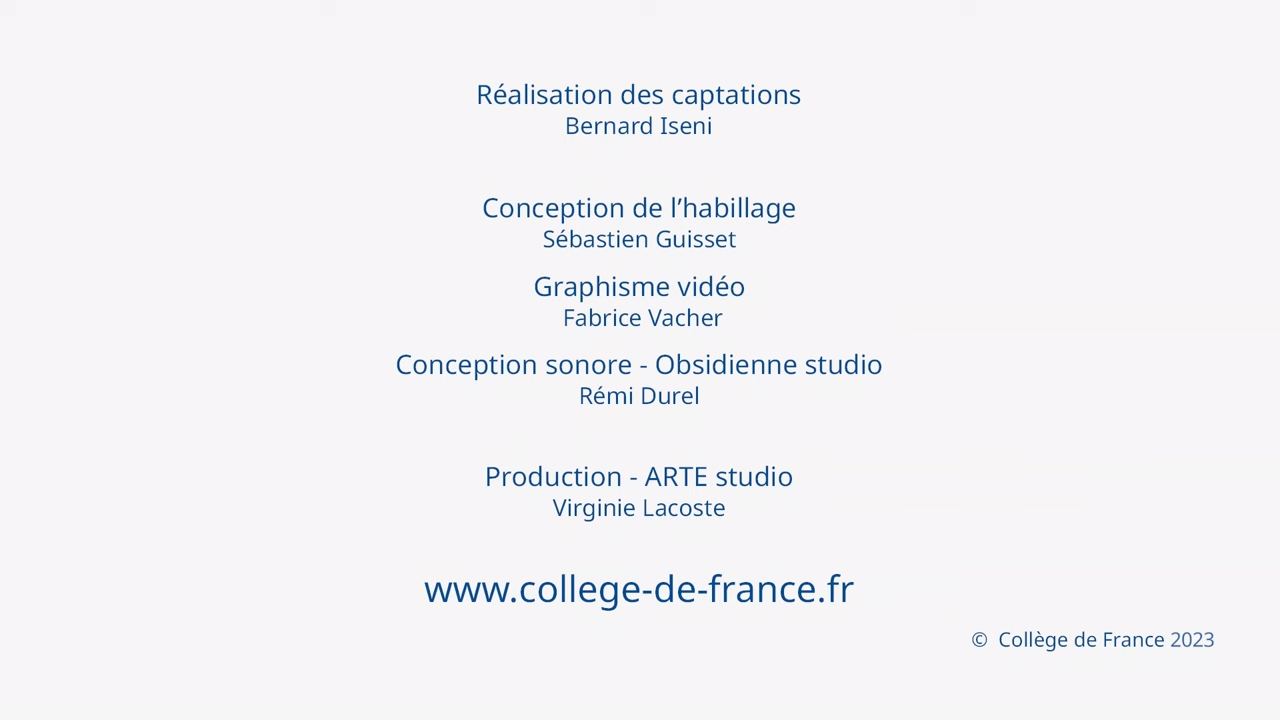 Réalisation des captations
Bernard Iseni
Conception de l’habillage
Sébastien Guisset
Graphisme vidéo
Fabrice Vacher
Conception sonore - Obsidienne studio
Rémi Durel
Production - ARTE studio
Virginie Lacoste
www.college-de-france.fr
© Collège de France 2023